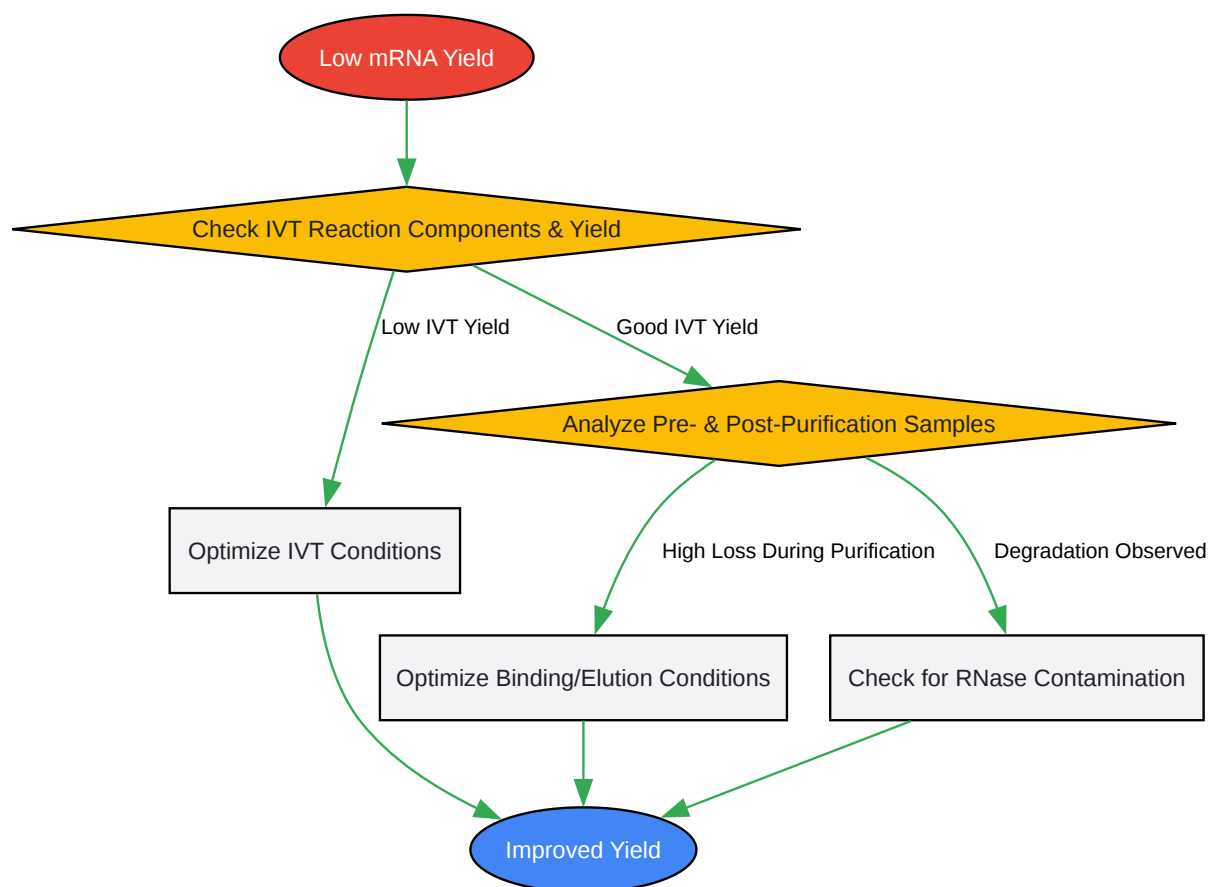 Low mRNA Yield
Check IVT Reaction Components & Yield
Low IVT Yield
Good IVT Yield
Analyze Pre- & Post-Purification Samples
Optimize IVT Conditions
High Loss During Purification
Degradation Observed
Optimize Binding/Elution Conditions
Check for RNase Contamination
Improved Yield